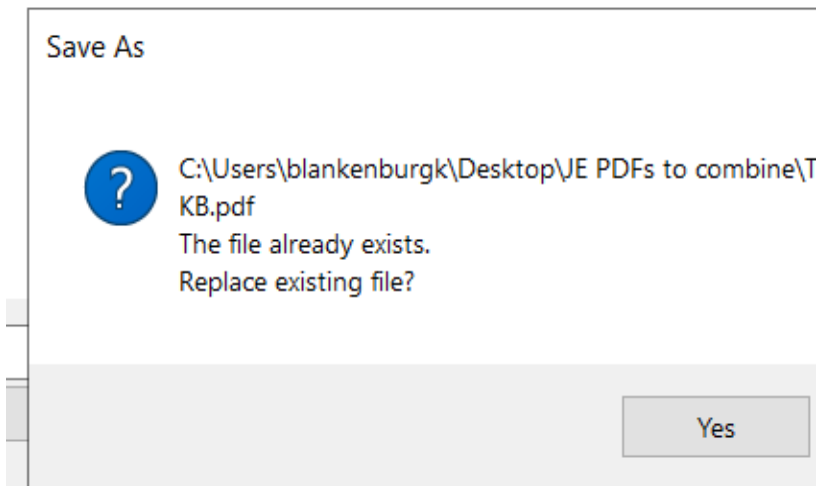 Save As
C:\Users\blankenburgk\Desktop\JE PDFs to combine\T
KB.pdf
The file already exists.
Replace existing file?
Yes